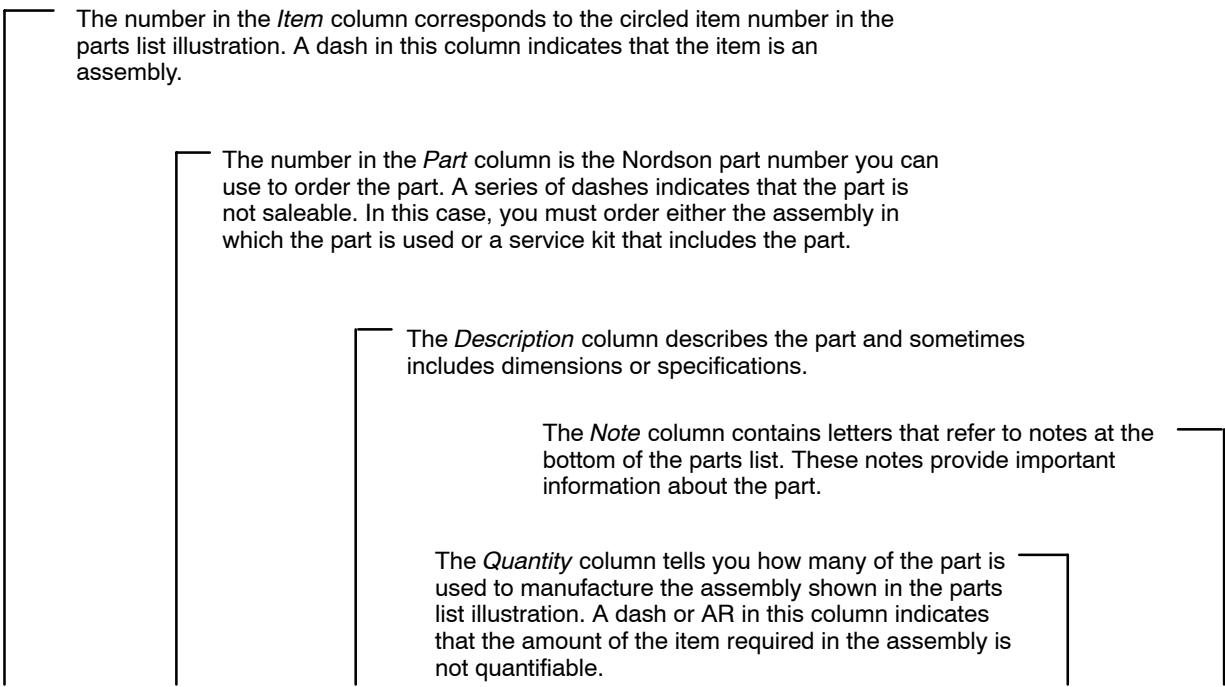 The number in the Item column corresponds to the circled item number in the
parts list illustration. A dash in this column indicates that the item is an
assembly.
The number in the Part column is the Nordson part number you can
use to order the part. A series of dashes indicates that the part is
not saleable. In this case, you must order either the assembly in
which the part is used or a service kit that includes the part.
The Description column describes the part and sometimes
includes dimensions or specifications.
The Note column contains letters that refer to notes at the
bottom of the parts list. These notes provide important
information about the part.
The Quantity column tells you how many of the part is
used to manufacture the assembly shown in the parts
list illustration. A dash or AR in this column indicates
that the amount of the item required in the assembly is
not quantifiable.